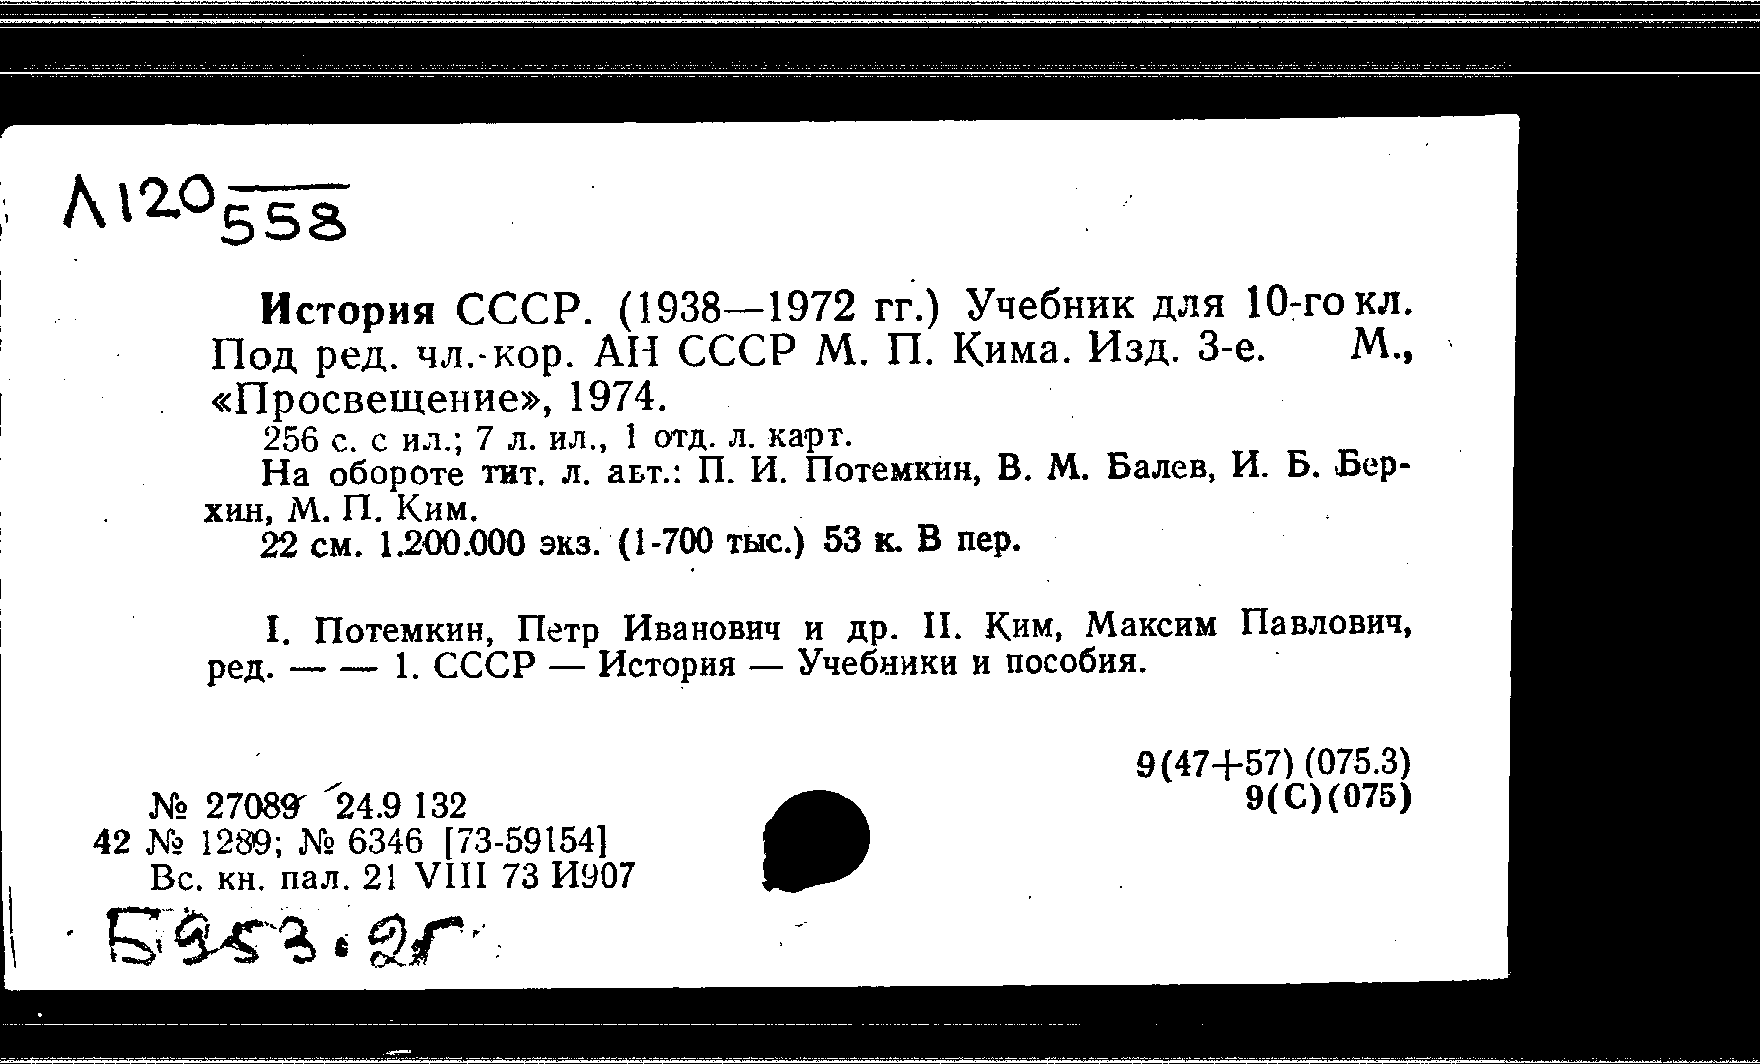 Л120 558
История СССР. (1938—1972 гг.) Учебник для 10-го кл.
Под ред. чл.-кор. АН СССР М. П. Кима. Изд. 3-е. М.,
«Просвещение», 1974.
256 с. с ил.; 7 л. ил., 1 отд. л. карт.
На обороте тит. л. авт.: П. И. Потемкин, В. М. Балев, И. Б. Бер-
хин, М. П. Ким.
22 см. 1.200.000 экз. (1-700 тыс.) 53 к. В пер.
I. Потемкин, Петр Иванович и др. II. Ким, Максим Павлович,
ред. — — 1. СССР — История — Учебники и пособия.
9(47+57)(075.3)
9(С)(075)
№ 27089 24.9 132
42 № 1289; № 6346 [73-59154]
Вс. кн. пал. 21 VIII 73 И907